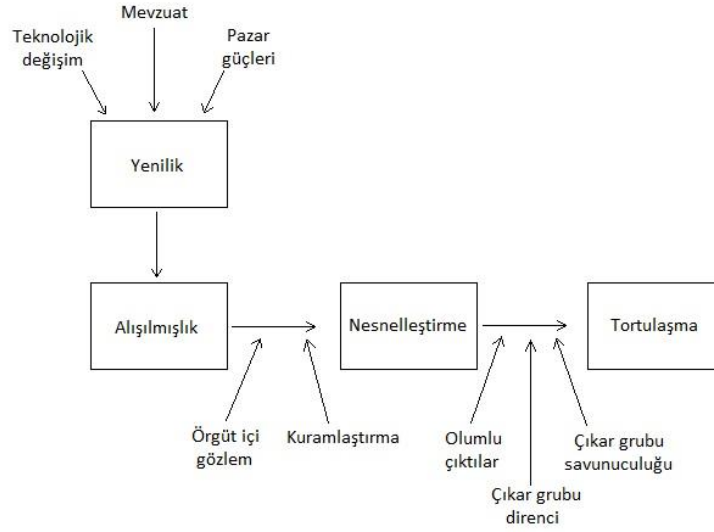 Mevzuat
Teknolojik
değişim
Pazar
güçleri
Yenilik
Alışılmışlık
Nesnelleştirme
Tortulaşma
Örgüt içi
gözlem
Kuramlaştırma
Olumlu
çıktılar
Çıkar grubu
direnci
Çıkar grubu
savunuculuğu